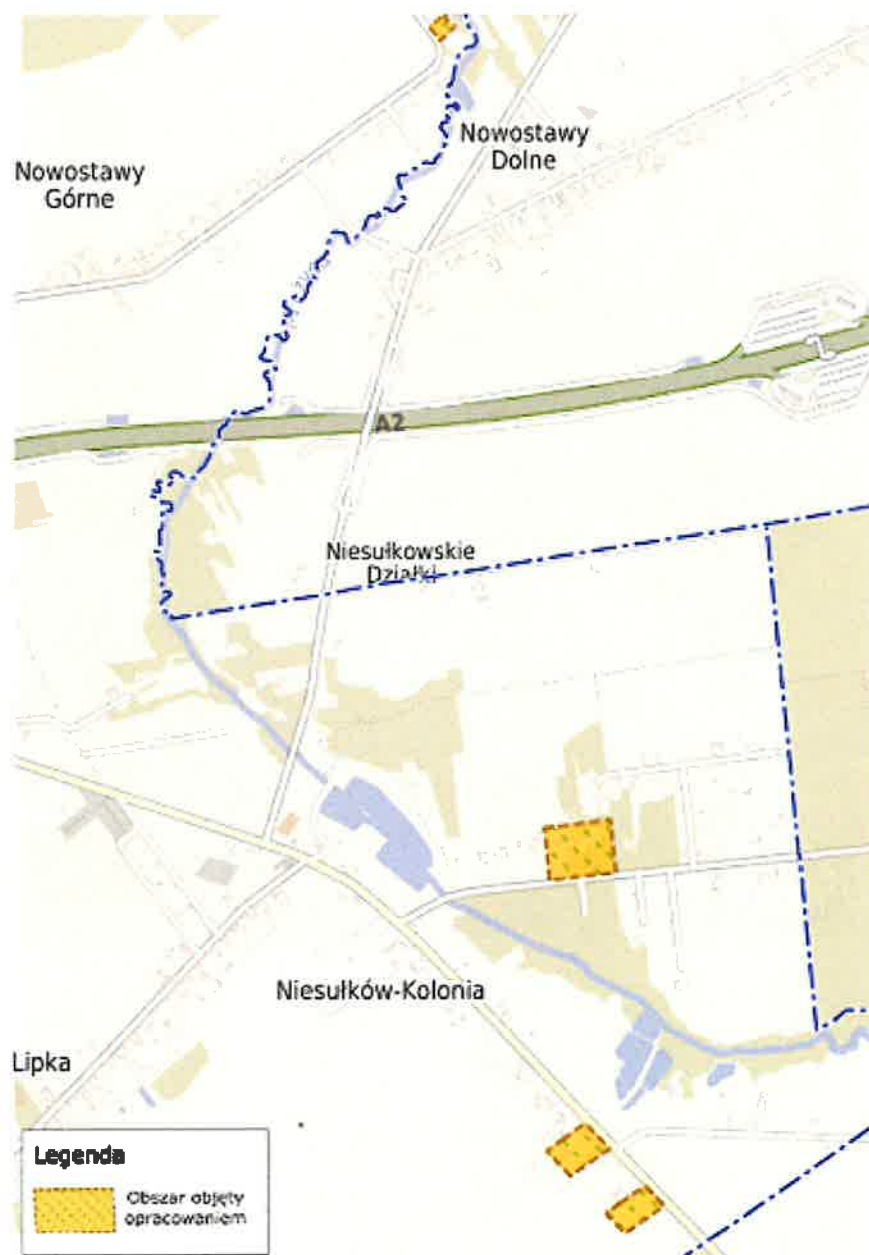 Nowostawy
Dolne
Nowostawy
Górne
A2
Niesułkowskie
Działki
Niesułków-Kolonia
Lipka
Legenda
Obszar objęty
opracowaniem